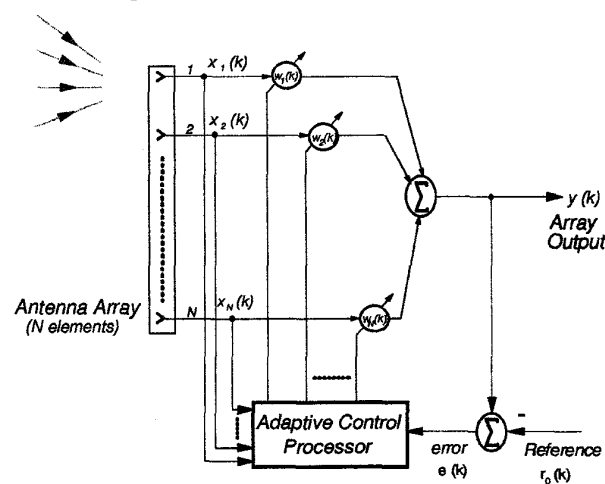 1 x₁(k) w₁(k)
2 x₂(k) w₂(k)
Σ y(k)
Array
Output
Antenna Array
(N elements)
N x_N(k) w_N(k)
Adaptive Control
Processor
error
e(k)
Σ -
Reference
r₀(k)